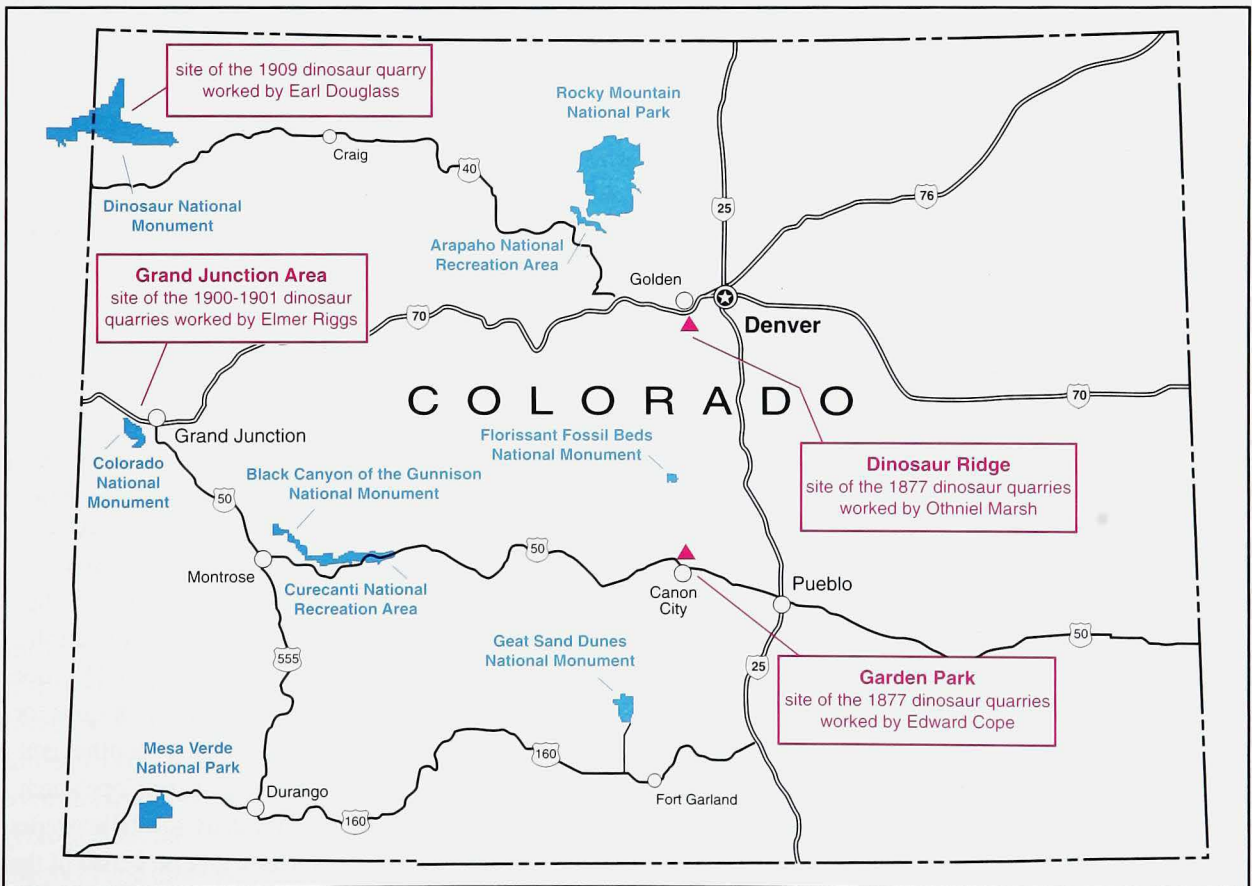 site of the 1909 dinosaur quarry
worked by Earl Douglass
Rocky Mountain
National Park
Craig
40
25
76
Dinosaur National
Monument
Arapaho National
Recreation Area
Golden
Grand Junction Area
site of the 1900-1901 dinosaur
quarries worked by Elmer Riggs
70
Denver
COLORADO
70
Grand Junction
Florissant Fossil Beds
National Monument
Colorado
National
Monument
Black Canyon of the Gunnison
National Monument
Dinosaur Ridge
site of the 1877 dinosaur quarries
worked by Othniel Marsh
50
50
Montrose
Curecanti National
Recreation Area
Canon
City
Pueblo
50
555
Geat Sand Dunes
National Monument
25
Garden Park
site of the 1877 dinosaur quarries
worked by Edward Cope
Mesa Verde
National Park
160
Durango
Fort Garland
160